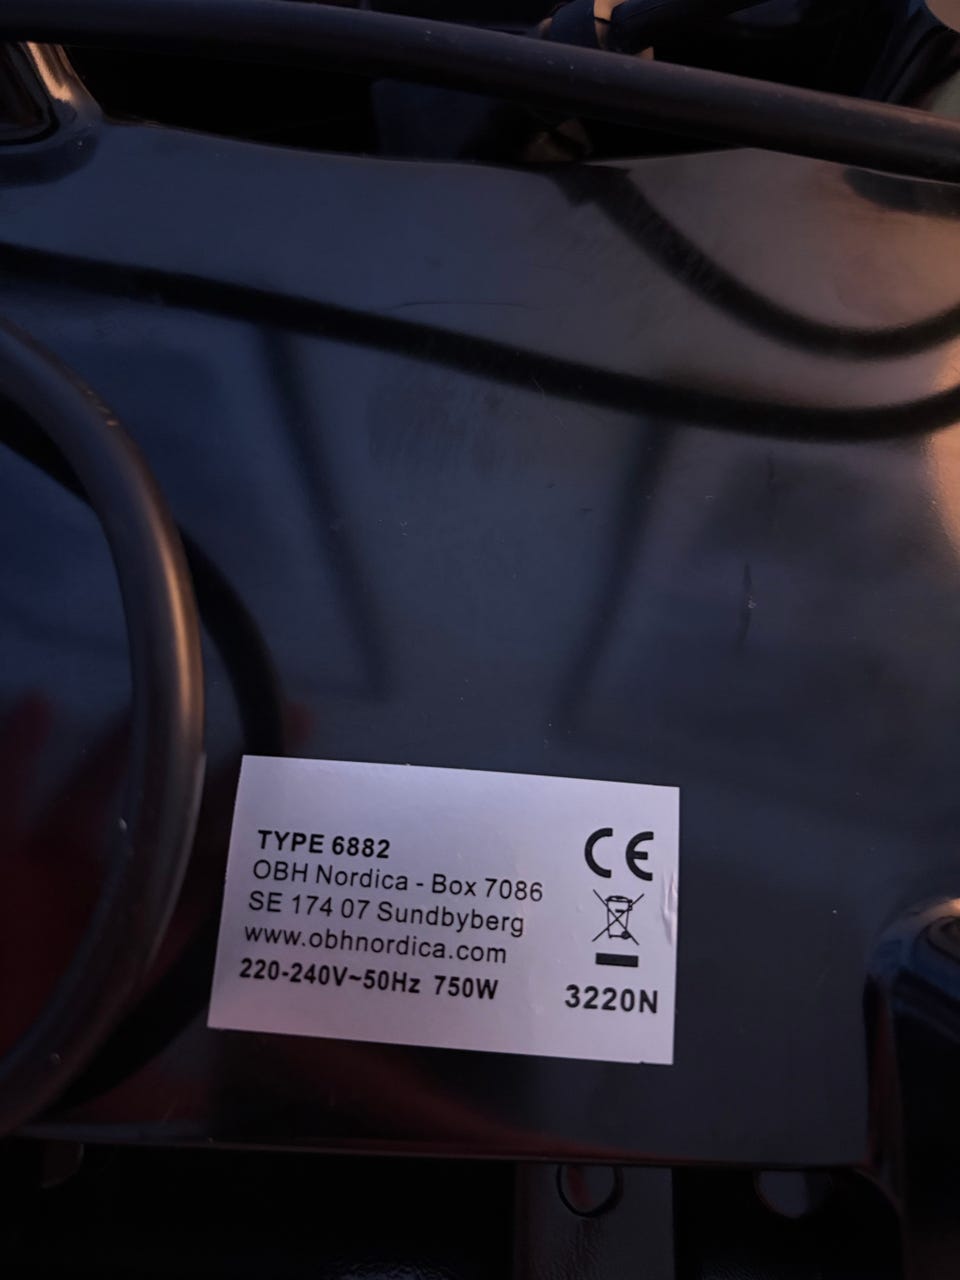 TYPE 6882
OBH Nordica - Box 7086
SE 174 07 Sundbyberg
www.obhnordica.com
220-240V~50Hz 750W
CE
3220N